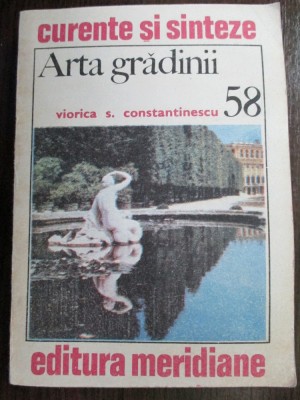 curente și sinteze
Arta grădinii
viorica s. constantinescu 58
editura meridiane